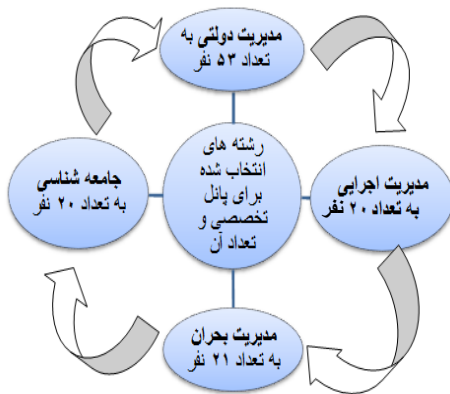 مدیریت دولتی به
تعداد ۵۳ نفر
رشته های
انتخاب شده
برای پانل
تخصصی و
تعداد آن
مدیریت اجرایی
به تعداد ۲۰ نفر
مدیریت بحران
به تعداد ۲۱ نفر
جامعه شناسی
به تعداد ۲۰ نفر